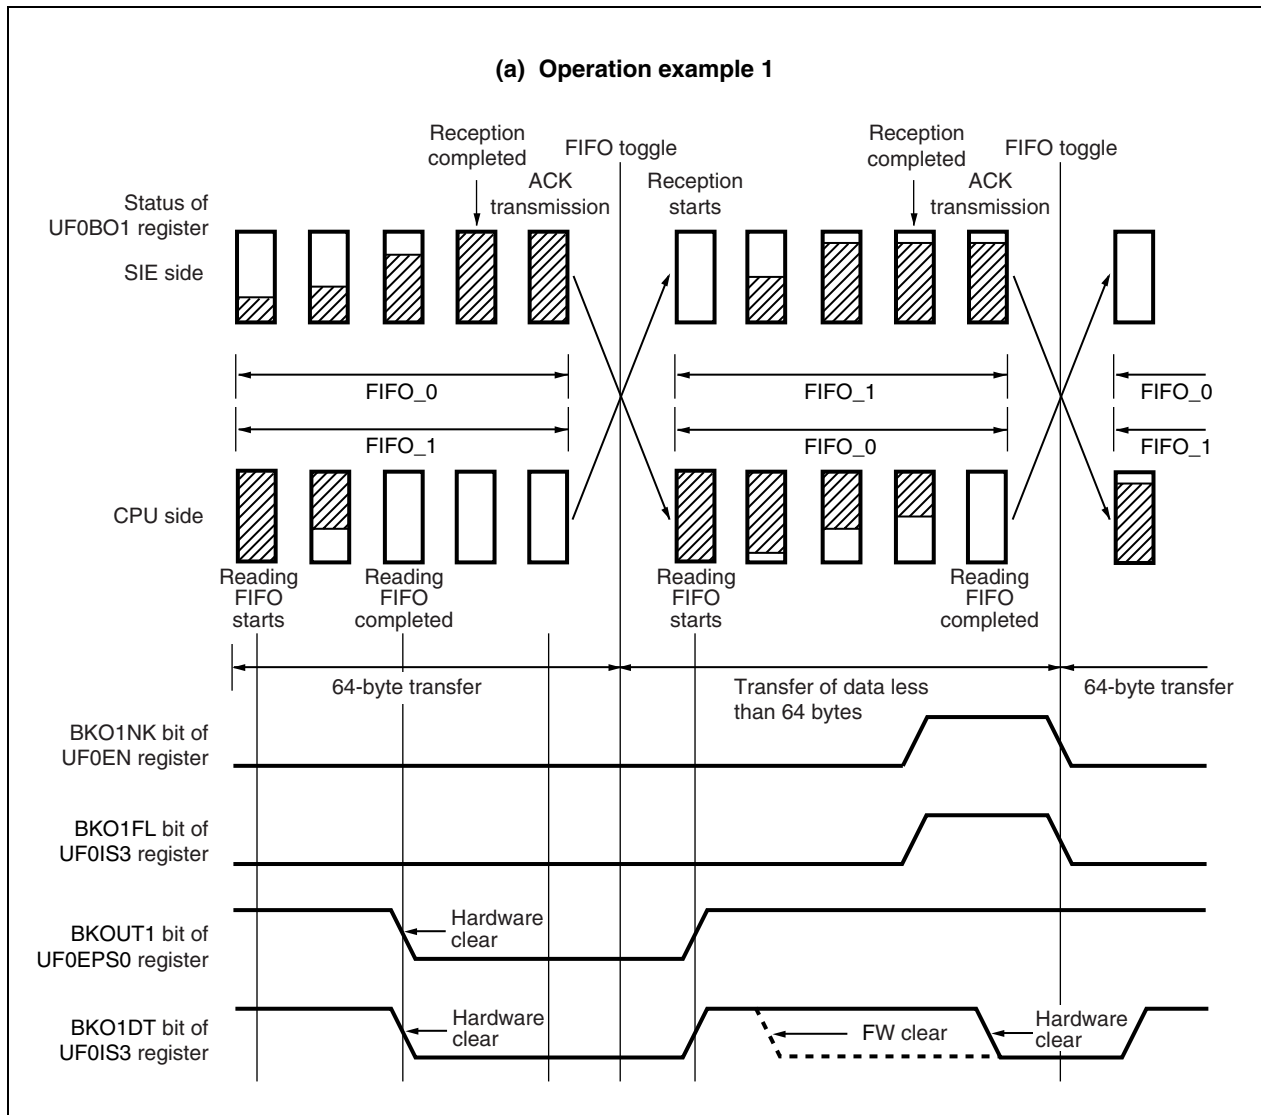 (a) Operation example 1
Reception
completed
FIFO toggle
Reception
completed
FIFO toggle
ACK
transmission
Reception
starts
ACK
transmission
Status of
UF0BO1 register
SIE side
FIFO_0
FIFO_1
FIFO_0
FIFO_1
FIFO_0
FIFO_1
CPU side
Reading
FIFO
starts
Reading
FIFO
completed
Reading
FIFO
starts
Reading
FIFO
completed
64-byte transfer
Transfer of data less
than 64 bytes
64-byte transfer
BKO1NK bit of
UF0EN register
BKO1FL bit of
UF0IS3 register
BKOUT1 bit of
UF0EPS0 register
Hardware
clear
BKO1DT bit of
UF0IS3 register
Hardware
clear
FW clear
Hardware
clear